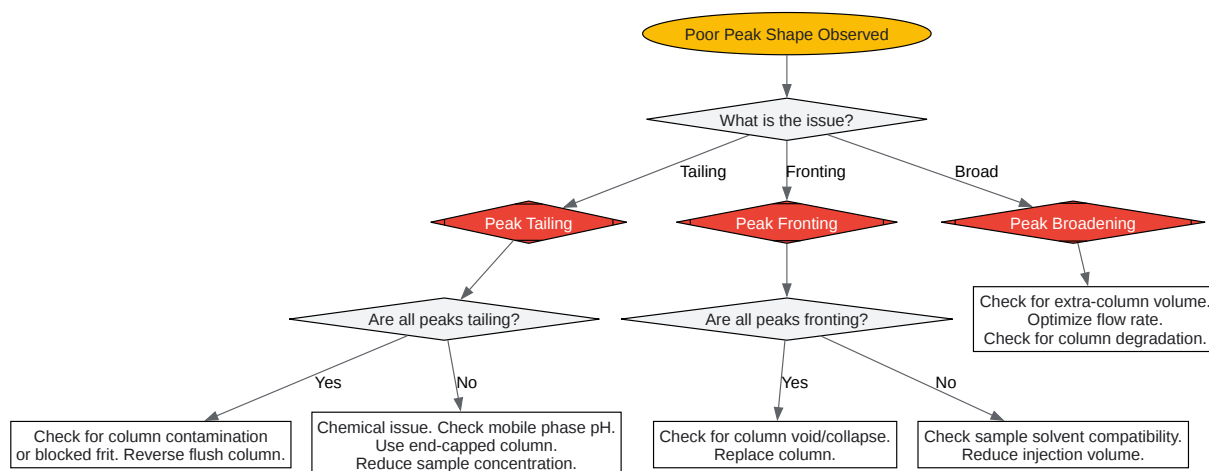 Poor Peak Shape Observed
What is the issue?
Tailing
Fronting
Broad
Peak Tailing
Peak Fronting
Peak Broadening
Check for extra-column volume.
Optimize flow rate.
Check for column degradation.
Are all peaks tailing?
Are all peaks fronting?
Yes
No
Yes
No
Check for column contamination
or blocked frit. Reverse flush column.
Chemical issue. Check mobile phase pH.
Use end-capped column.
Reduce sample concentration.
Check for column void/collapse.
Replace column.
Check sample solvent compatibility.
Reduce injection volume.